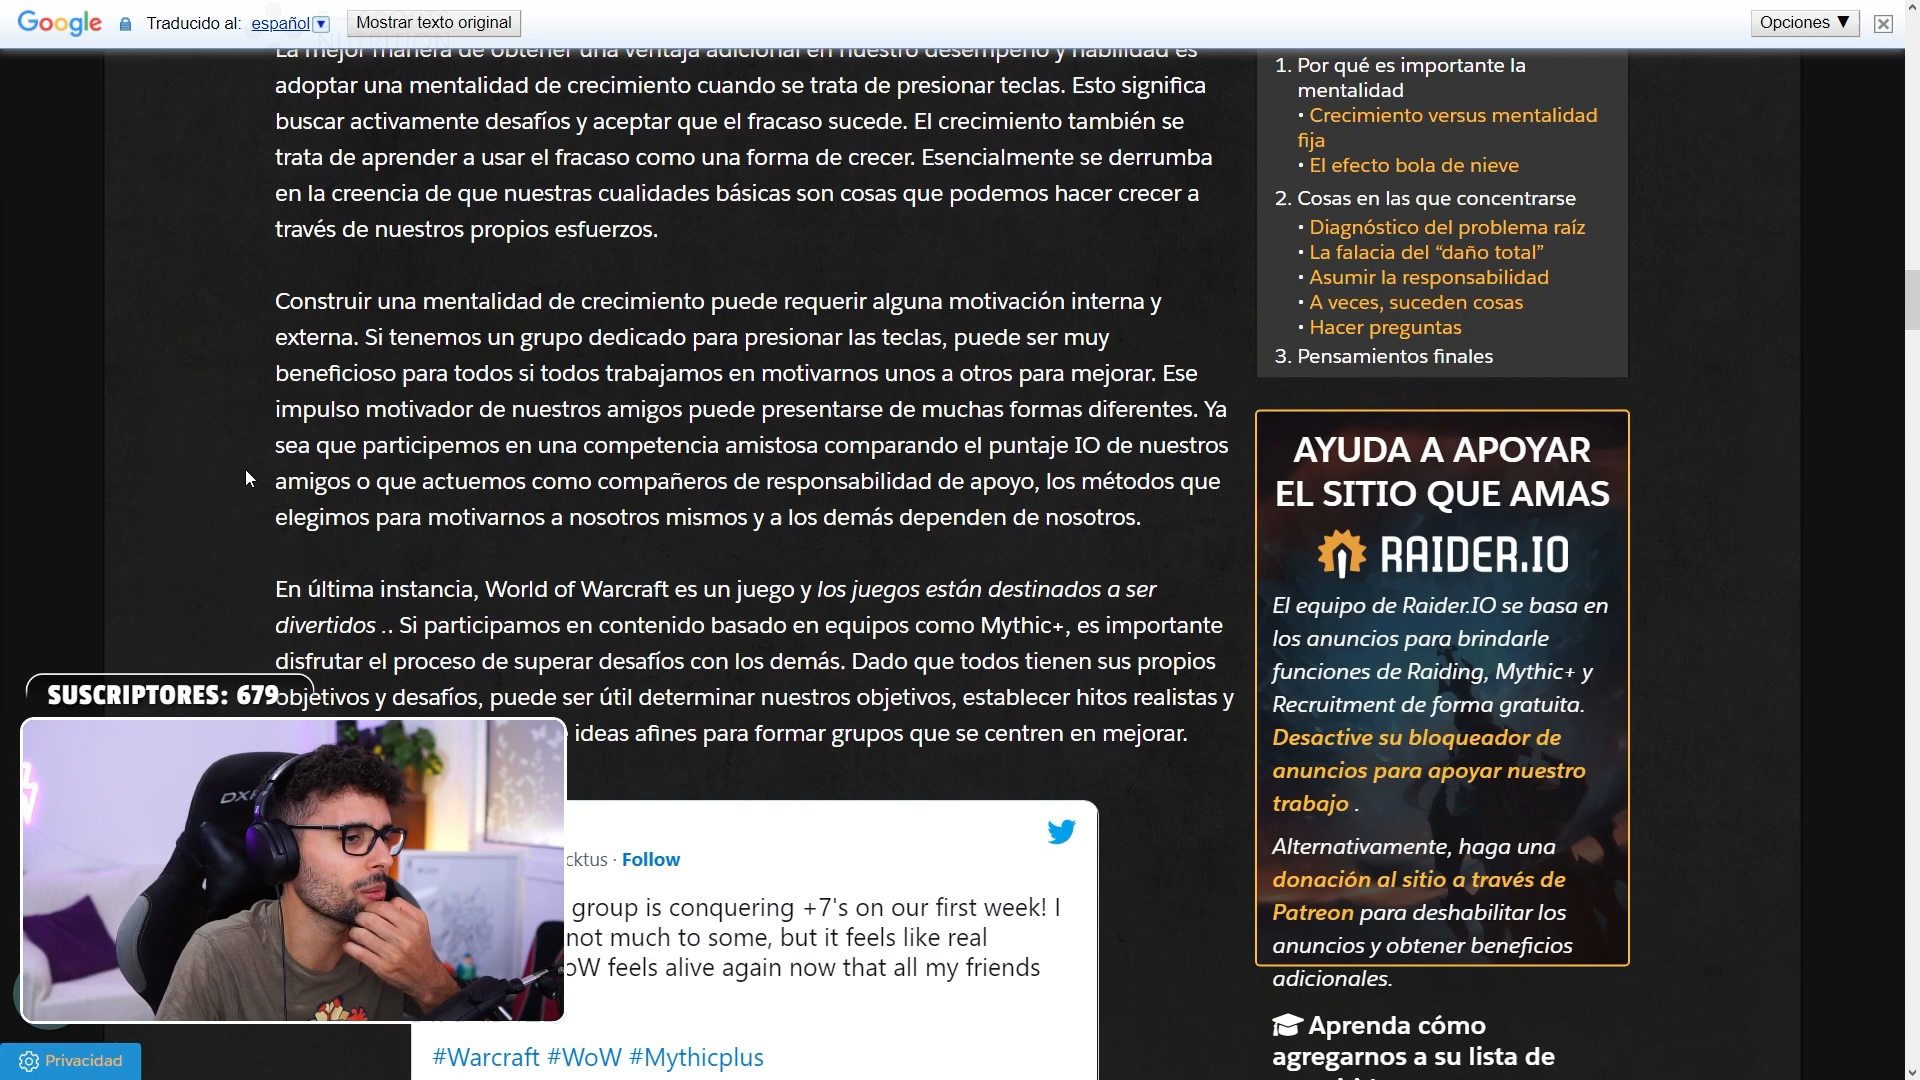 Google
Traducido al: español
Mostrar texto original
Opciones ▼
La mejor manera de obtener una ventaja adicional en nuestro desempeño y habilidad es
adoptar una mentalidad de crecimiento cuando se trata de presionar teclas. Esto significa
buscar activamente desafíos y aceptar que el fracaso sucede. El crecimiento también se
trata de aprender a usar el fracaso como una forma de crecer. Esencialmente se derrumba
en la creencia de que nuestras cualidades básicas son cosas que podemos hacer crecer a
través de nuestros propios esfuerzos.
Construir una mentalidad de crecimiento puede requerir alguna motivación interna y
externa. Si tenemos un grupo dedicado para presionar las teclas, puede ser muy
beneficioso para todos si todos trabajamos en motivarnos unos a otros para mejorar. Ese
impulso motivador de nuestros amigos puede presentarse de muchas formas diferentes. Ya
sea que participemos en una competencia amistosa comparando el puntaje IO de nuestros
amigos o que actuemos como compañeros de responsabilidad de apoyo, los métodos que
elegimos para motivarnos a nosotros mismos y a los demás dependen de nosotros.
En última instancia, World of Warcraft es un juego y los juegos están destinados a ser
divertidos .. Si participamos en contenido basado en equipos como Mythic+, es importante
disfrutar el proceso de superar desafíos con los demás. Dado que todos tienen sus propios
objetivos y desafíos, puede ser útil determinar nuestros objetivos, establecer hitos realistas y
ideas afines para formar grupos que se centren en mejorar.
SUSCRIPTORES: 679
cktus · Follow
group is conquering +7's on our first week! I
not much to some, but it feels like real
oW feels alive again now that all my friends
#Warcraft #WoW #Mythicplus
Privacidad
1. Por qué es importante la
mentalidad
• Crecimiento versus mentalidad
fija
• El efecto bola de nieve
2. Cosas en las que concentrarse
• Diagnóstico del problema raíz
• La falacia del “daño total”
• Asumir la responsabilidad
• A veces, suceden cosas
• Hacer preguntas
3. Pensamientos finales
AYUDA A APOYAR
EL SITIO QUE AMAS
RAIDER.IO
El equipo de Raider.IO se basa en
los anuncios para brindarle
funciones de Raiding, Mythic+ y
Recruitment de forma gratuita.
Desactive su bloqueador de
anuncios para apoyar nuestro
trabajo .
Alternativamente, haga una
donación al sitio a través de
Patreon para deshabilitar los
anuncios y obtener beneficios
adicionales.
Aprenda cómo
agregarnos a su lista de